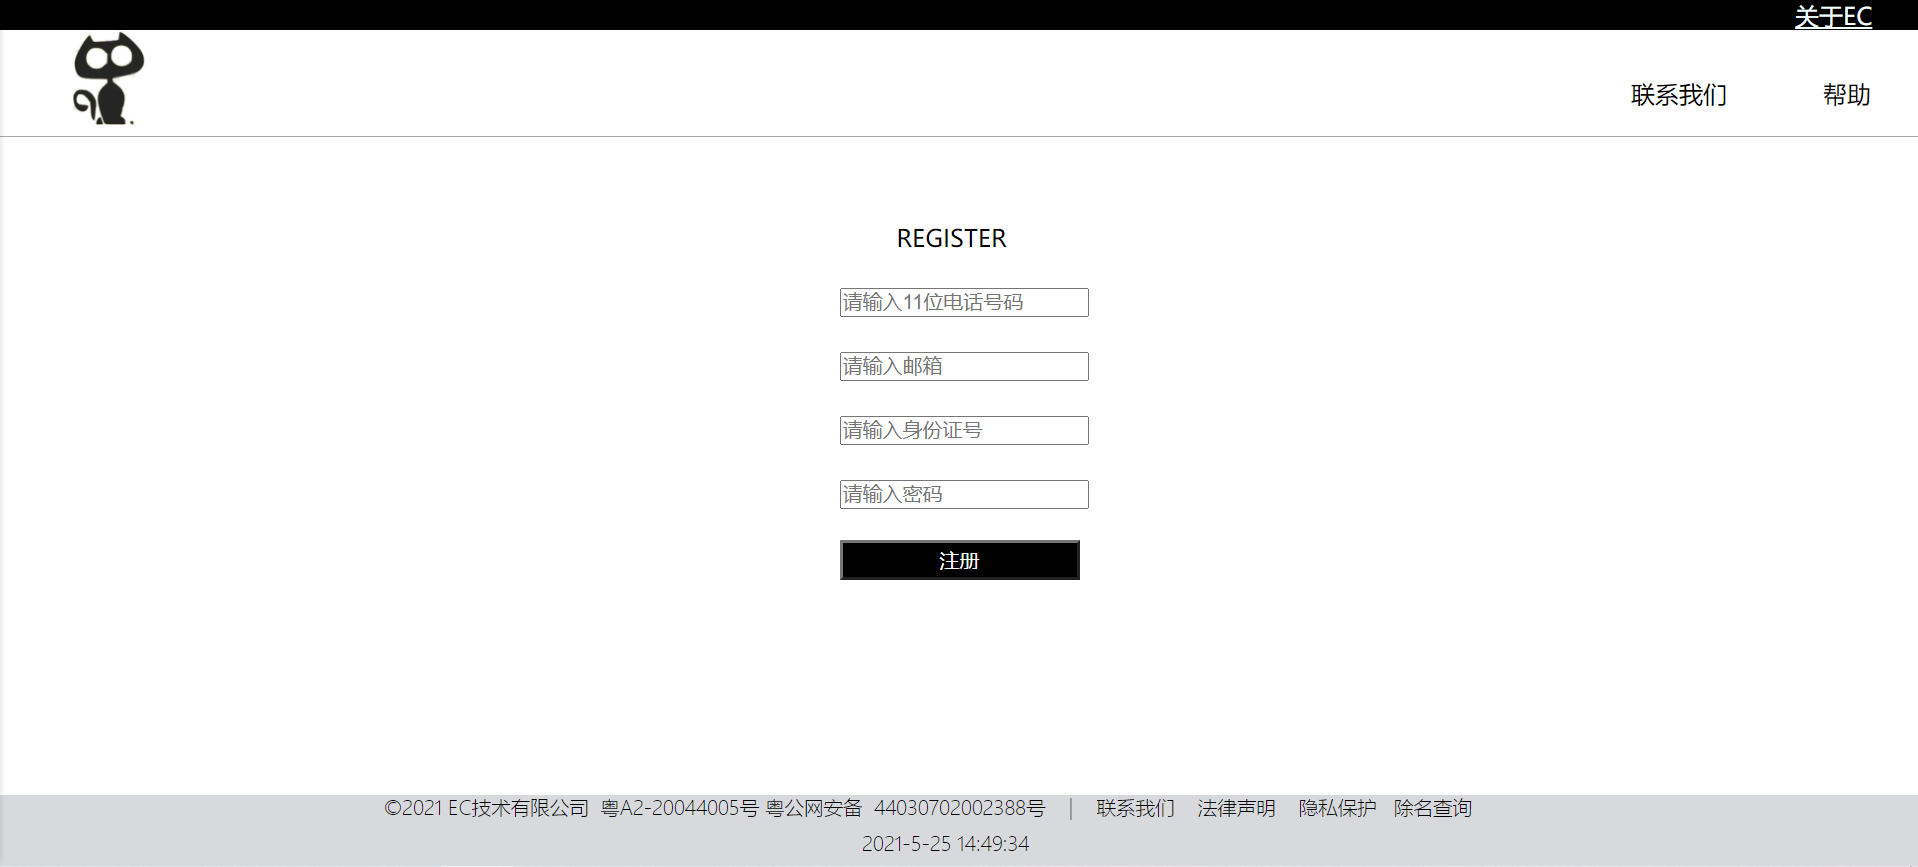 关于EC
联系我们 帮助
REGISTER
请输入11位电话号码
请输入邮箱
请输入身份证号
请输入密码
注册
©2021 EC技术有限公司 粤A2-20044005号 粤公网安备 44030702002388号 | 联系我们 法律声明 隐私保护 除名查询
2021-5-25 14:49:34